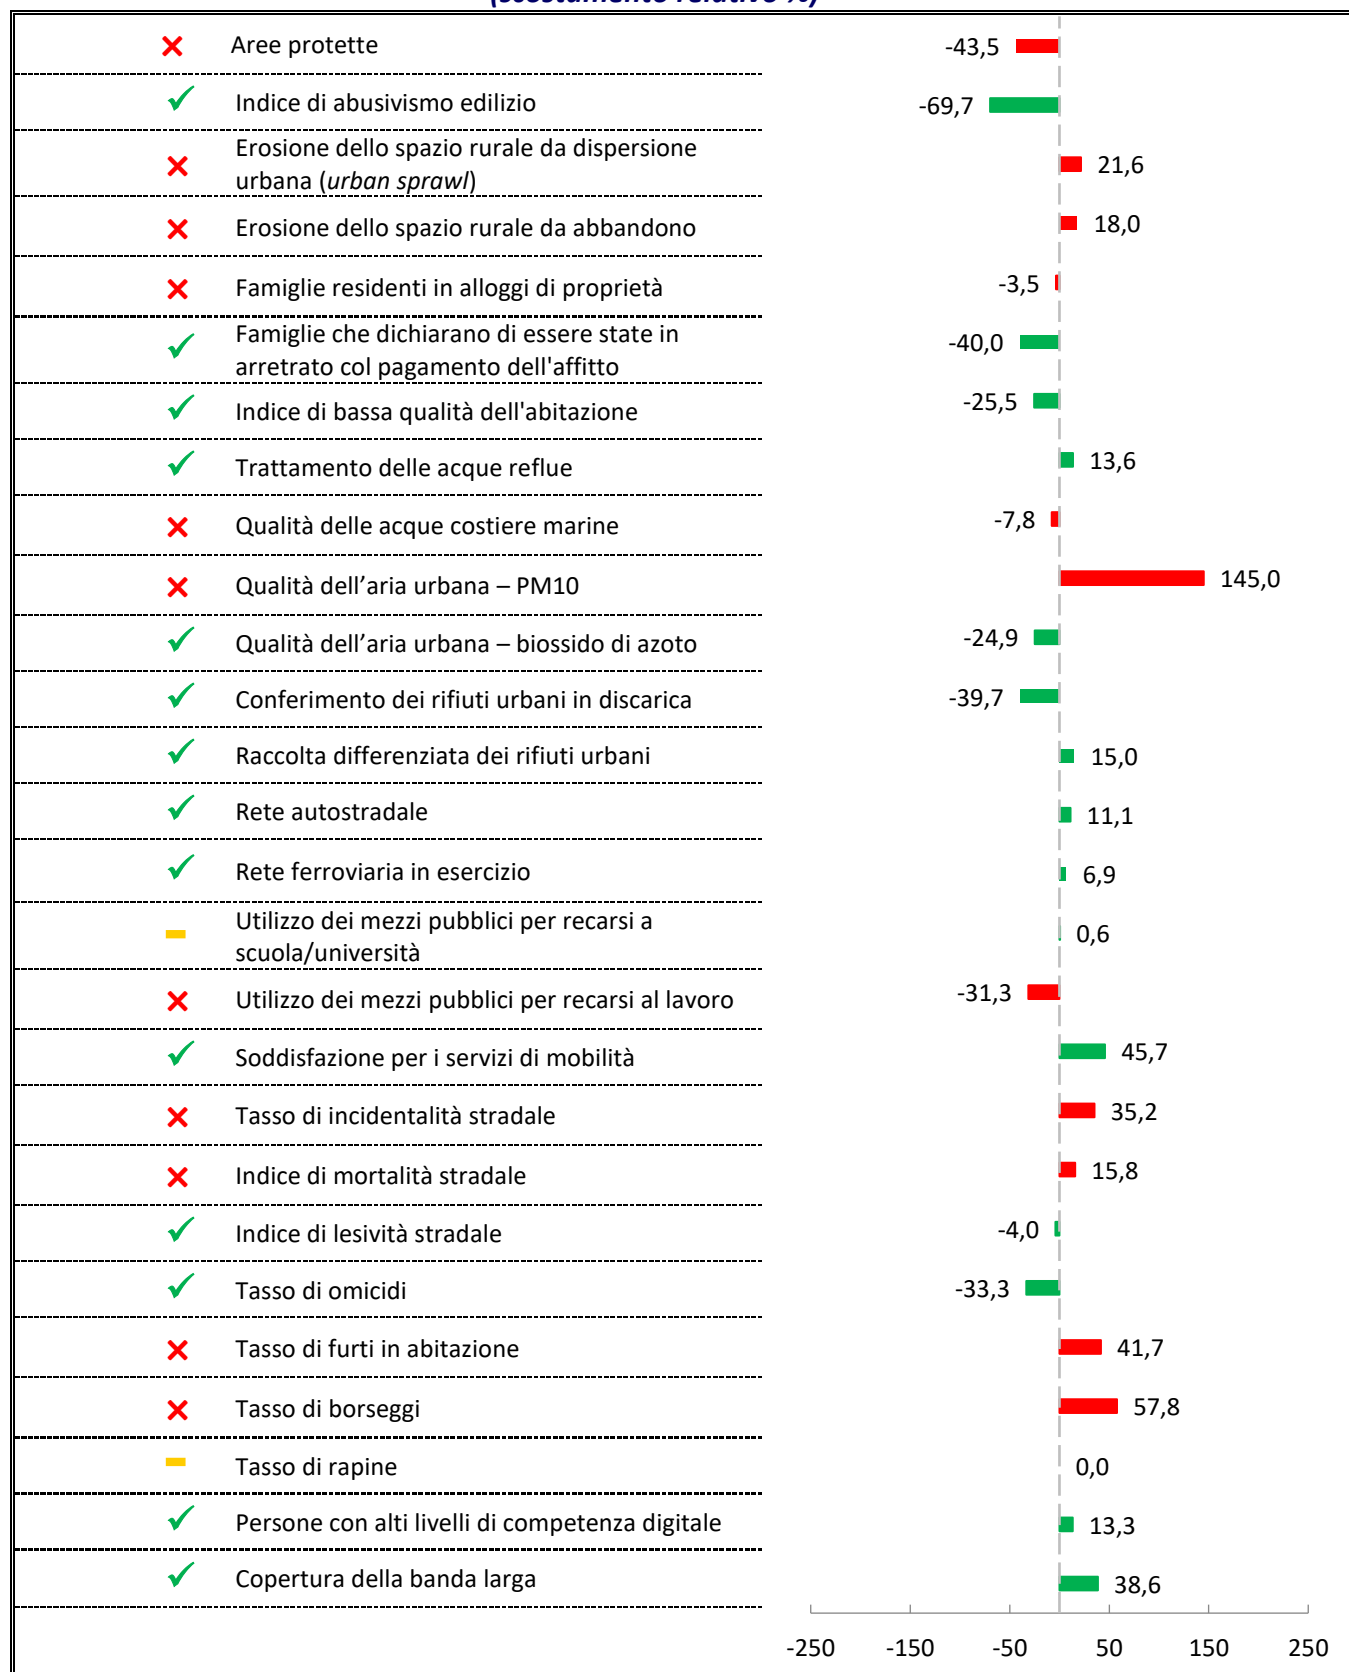 (scostamento relativo %)
Aree protette -43,5
Indice di abusivismo edilizio -69,7
Erosione dello spazio rurale da dispersione
urbana (urban sprawl) 21,6
Erosione dello spazio rurale da abbandono 18,0
Famiglie residenti in alloggi di proprietà -3,5
Famiglie che dichiarano di essere state in
arretrato col pagamento dell'affitto -40,0
Indice di bassa qualità dell'abitazione -25,5
Trattamento delle acque reflue 13,6
Qualità delle acque costiere marine -7,8
Qualità dell’aria urbana – PM10 145,0
Qualità dell’aria urbana – biossido di azoto -24,9
Conferimento dei rifiuti urbani in discarica -39,7
Raccolta differenziata dei rifiuti urbani 15,0
Rete autostradale 11,1
Rete ferroviaria in esercizio 6,9
Utilizzo dei mezzi pubblici per recarsi a
scuola/università 0,6
Utilizzo dei mezzi pubblici per recarsi al lavoro -31,3
Soddisfazione per i servizi di mobilità 45,7
Tasso di incidentalità stradale 35,2
Indice di mortalità stradale 15,8
Indice di lesività stradale -4,0
Tasso di omicidi -33,3
Tasso di furti in abitazione 41,7
Tasso di borseggi 57,8
Tasso di rapine 0,0
Persone con alti livelli di competenza digitale 13,3
Copertura della banda larga 38,6
-250 -150 -50 50 150 250